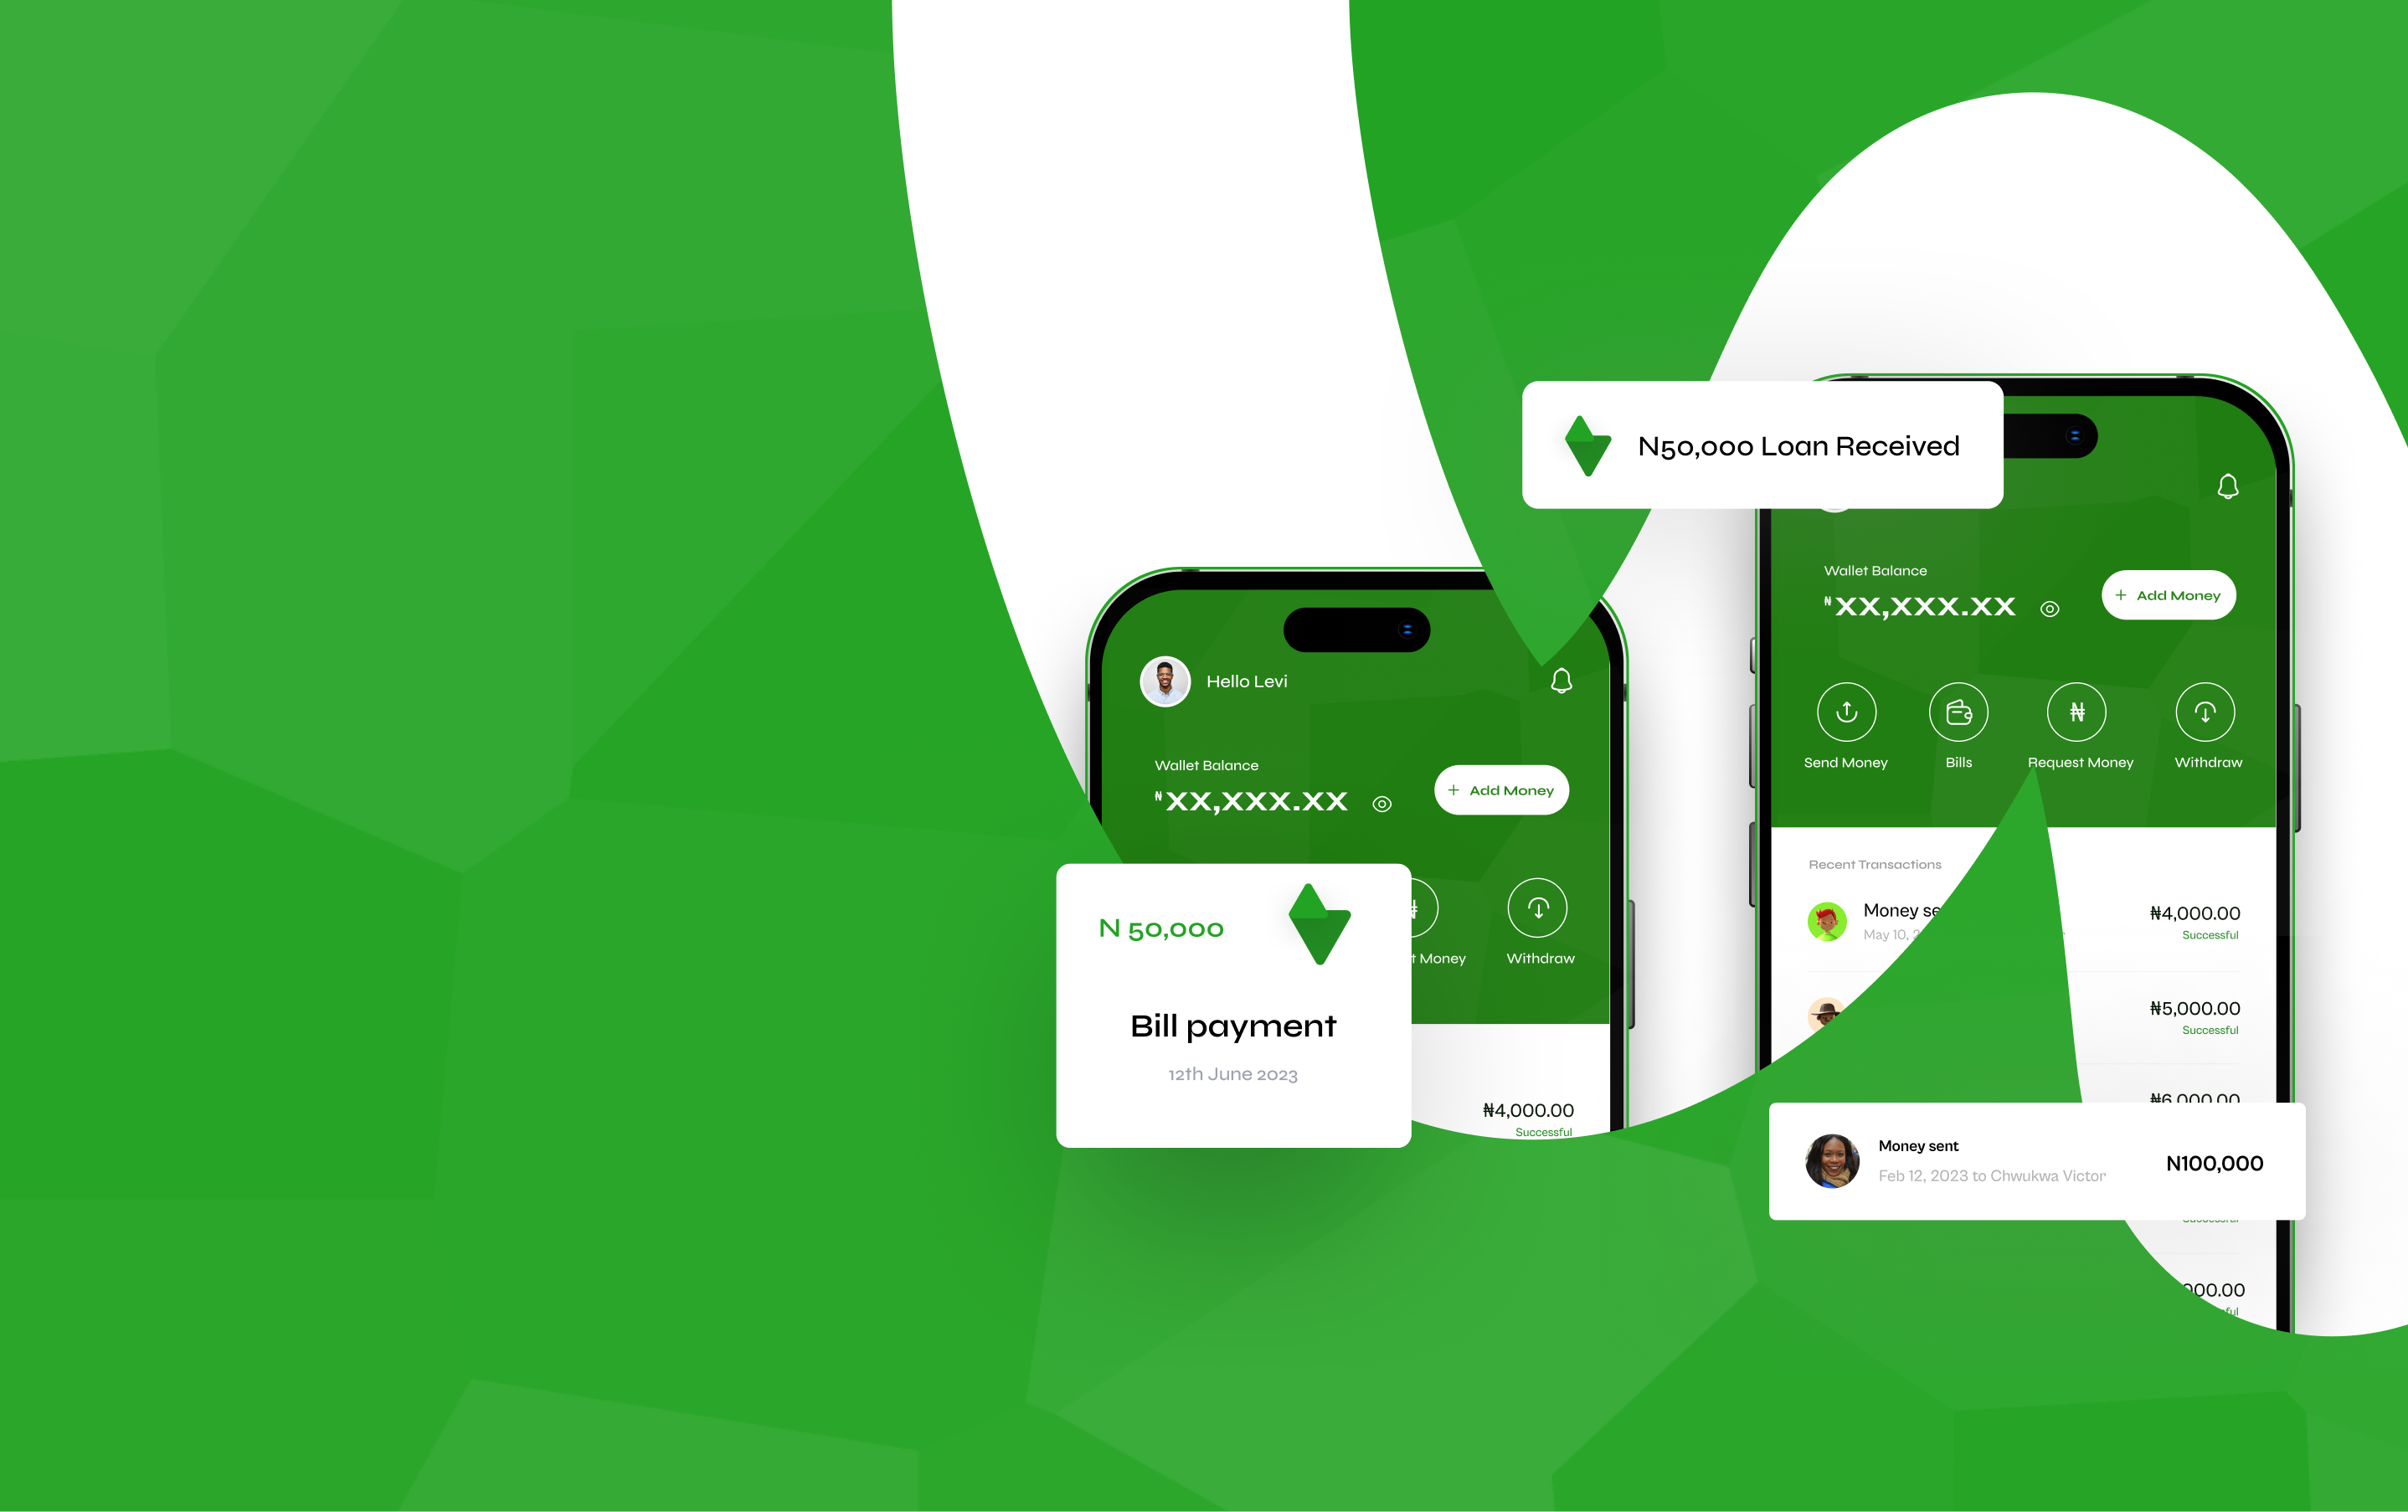 N50,000 Loan Received
Wallet Balance
₦XX,XXX.XX
+ Add Money
Send Money
Bills
Request Money
Withdraw
Recent Transactions
Money se
May 10, 2
₦4,000.00
Successful
₦5,000.00
Successful
₦6,000.00
Money sent
Feb 12, 2023 to Chwukwa Victor
N100,000
Successful
000.00
Hello Levi
Wallet Balance
₦XX,XXX.XX
+ Add Money
t Money
Withdraw
N 50,000
Bill payment
12th June 2023
₦4,000.00
Successful